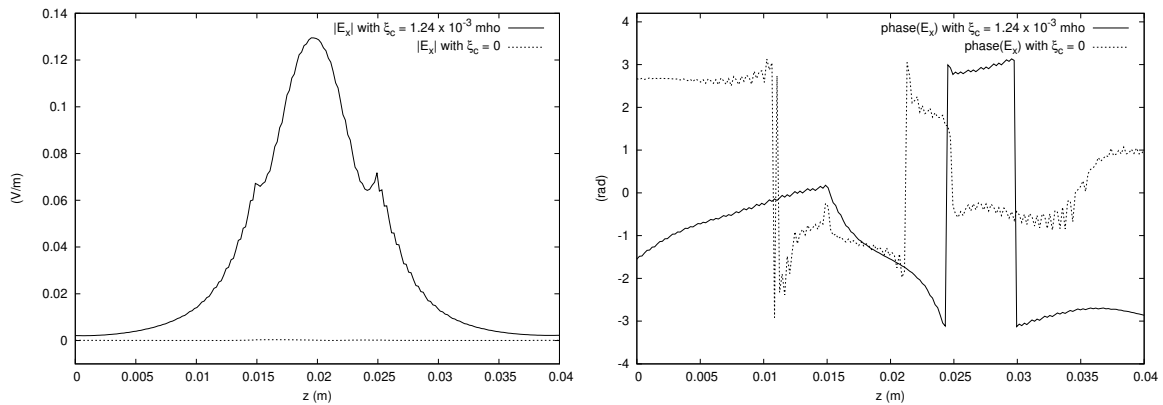 |Eₓ| with ξ_c = 1.24 x 10⁻³ mho
|Eₓ| with ξ_c = 0
(V/m)
0.14
0.12
0.1
0.08
0.06
0.04
0.02
0
0 0.005 0.01 0.015 0.02 0.025 0.03 0.035 0.04
z (m)
phase(Eₓ) with ξ_c = 1.24 x 10⁻³ mho
phase(Eₓ) with ξ_c = 0
(rad)
4
3
2
1
0
-1
-2
-3
-4
0 0.005 0.01 0.015 0.02 0.025 0.03 0.035 0.04
z (m)